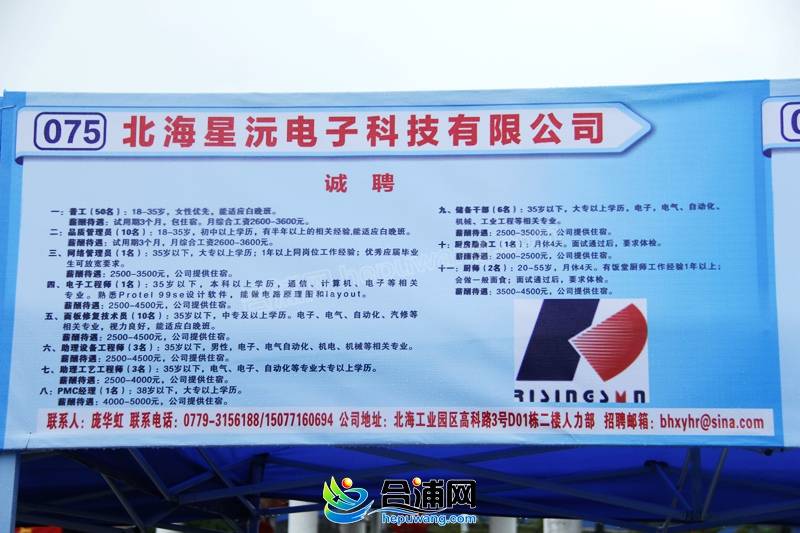 075 北海星沅电子科技有限公司
诚 聘
一：普工（50名）：18-35岁，女性优先，能适应白晚班。
薪酬待遇：试用期3个月，包住宿。月综合工资2600-3600元。
二：品质管理员（10名）：18-35岁，初中以上学历，有半年以上的相关经验,能适应白晚班。
薪酬待遇：试用期3个月，月综合工资2600-3600元。
三、网络管理员（1名）：35岁以下，大专以上学历；1年以上同岗位工作经验；优秀应届毕业
生可放宽要求。
薪酬待遇：2500-3500元，公司提供住宿。
四、电子工程师（1名）：35岁以下，本科以上学历，通信、计算机、电子等相关
专业。熟悉Protel 99se设计软件，能做电路原理图和layout。
薪酬待遇：2500-4500元，公司提供住宿。
五、面板修复技术员（10名）：35岁以下，中专及以上学历。电子、电气、自动化、汽修等
相关专业，视力良好，能适应白晚班。
薪酬待遇：2500-4500元，公司提供住宿。
六、助理设备工程师（3名）：35岁以下，男性，电子、电气自动化、机电、机械等相关专业。
薪酬待遇：2500-4500元，公司提供住宿。
七、助理工艺工程师（3名）：35岁以下，电气、电子、自动化等专业大专以上学历。
薪酬待遇：2500-4000元，公司提供住宿。
八：PMC经理（1名）：38岁以下，大专以上学历。
薪酬待遇：4000-5000元，公司提供住宿。
九、储备干部（6名）：35岁以下，大专以上学历，电子，电气、自动化、
机械、工业工程等相关专业。
薪酬待遇：2500-3500元，公司提供住宿。
十：厨房勤杂工（1名）：月休4天。面试通过后，要求体检。
薪酬待遇：2000-2500元，公司提供住宿。
十一：厨师（2名）：20-55岁，月休4天。有饭堂厨师工作经验1年以上；
会做一般面食；面试通过后，要求体检。
薪酬待遇：3500-4500元，公司提供住宿。
RISINGSUN
联系人：庞华虹 联系电话：0779-3156188/15077160694 公司地址：北海工业园区高科路3号D01栋二楼人力部 招聘邮箱：bhxyhr@sina.com
合浦网
hepuwang.com